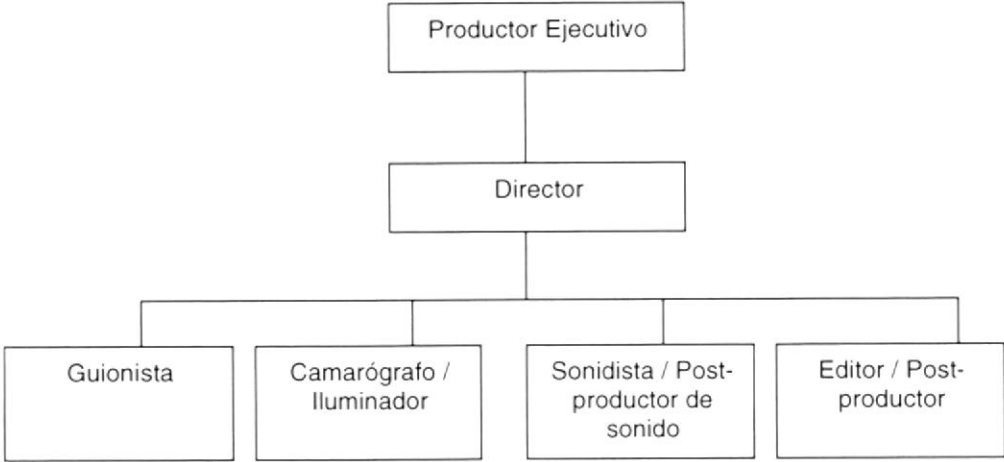 Productor Ejecutivo
Director
Guionista
Camarógrafo /
Iluminador
Sonidista / Post-
productor de
sonido
Editor / Post-
productor